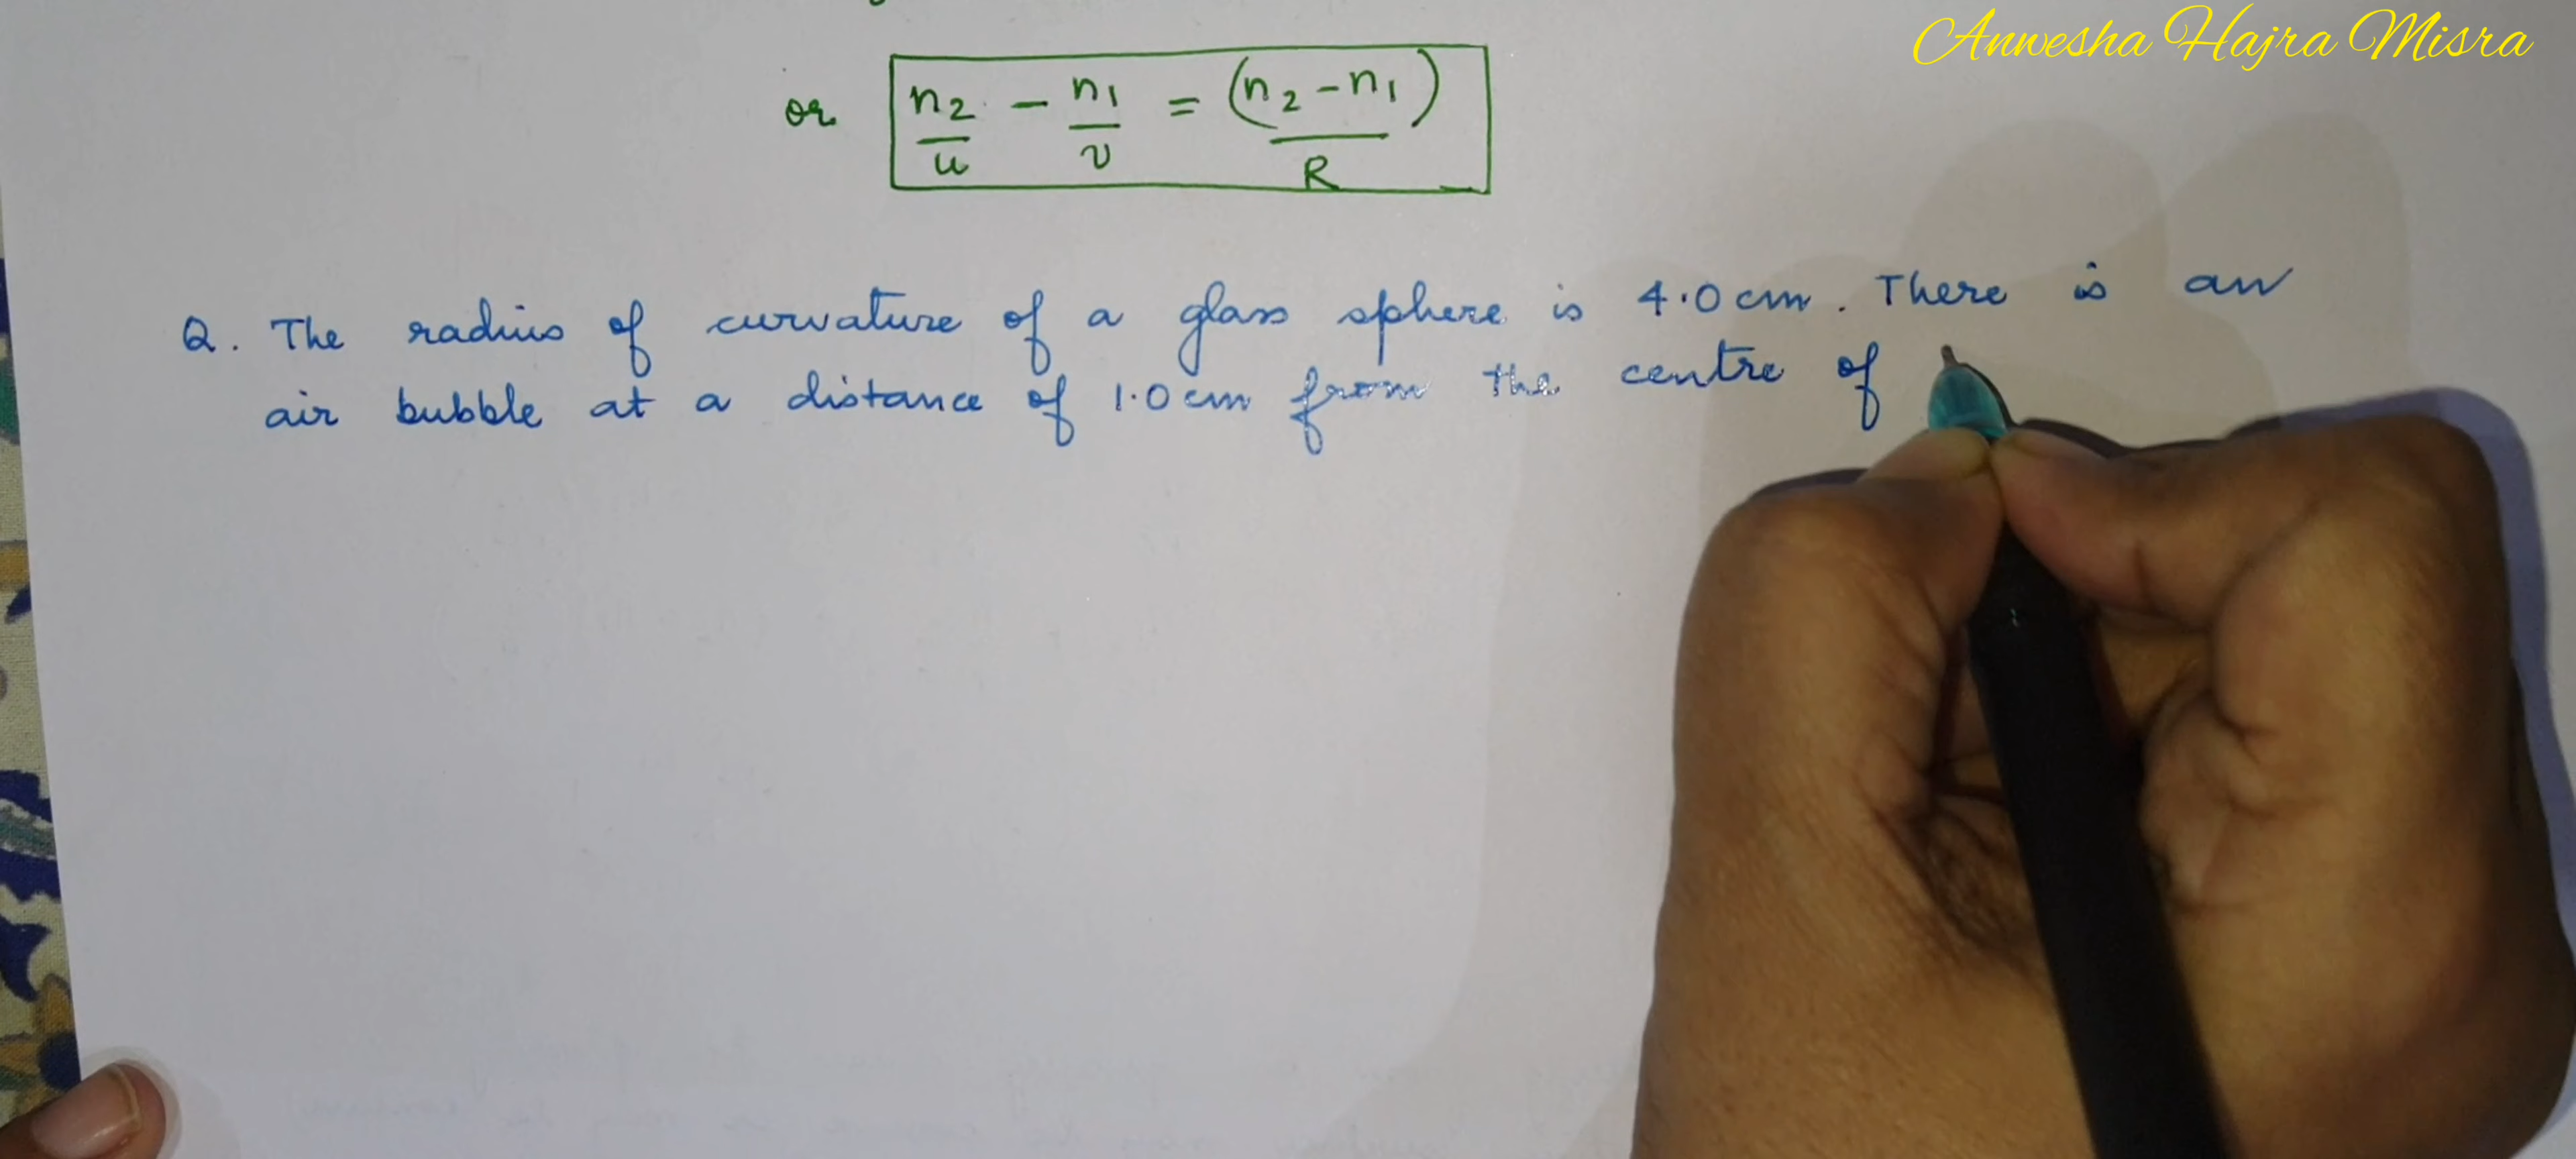 Anwesha Hajra Misra
or n2/u - n1/v = (n2-n1)/R
Q. The radius of curvature of a glass sphere is 4.0 cm. There is an
air bubble at a distance of 1.0 cm from the centre of